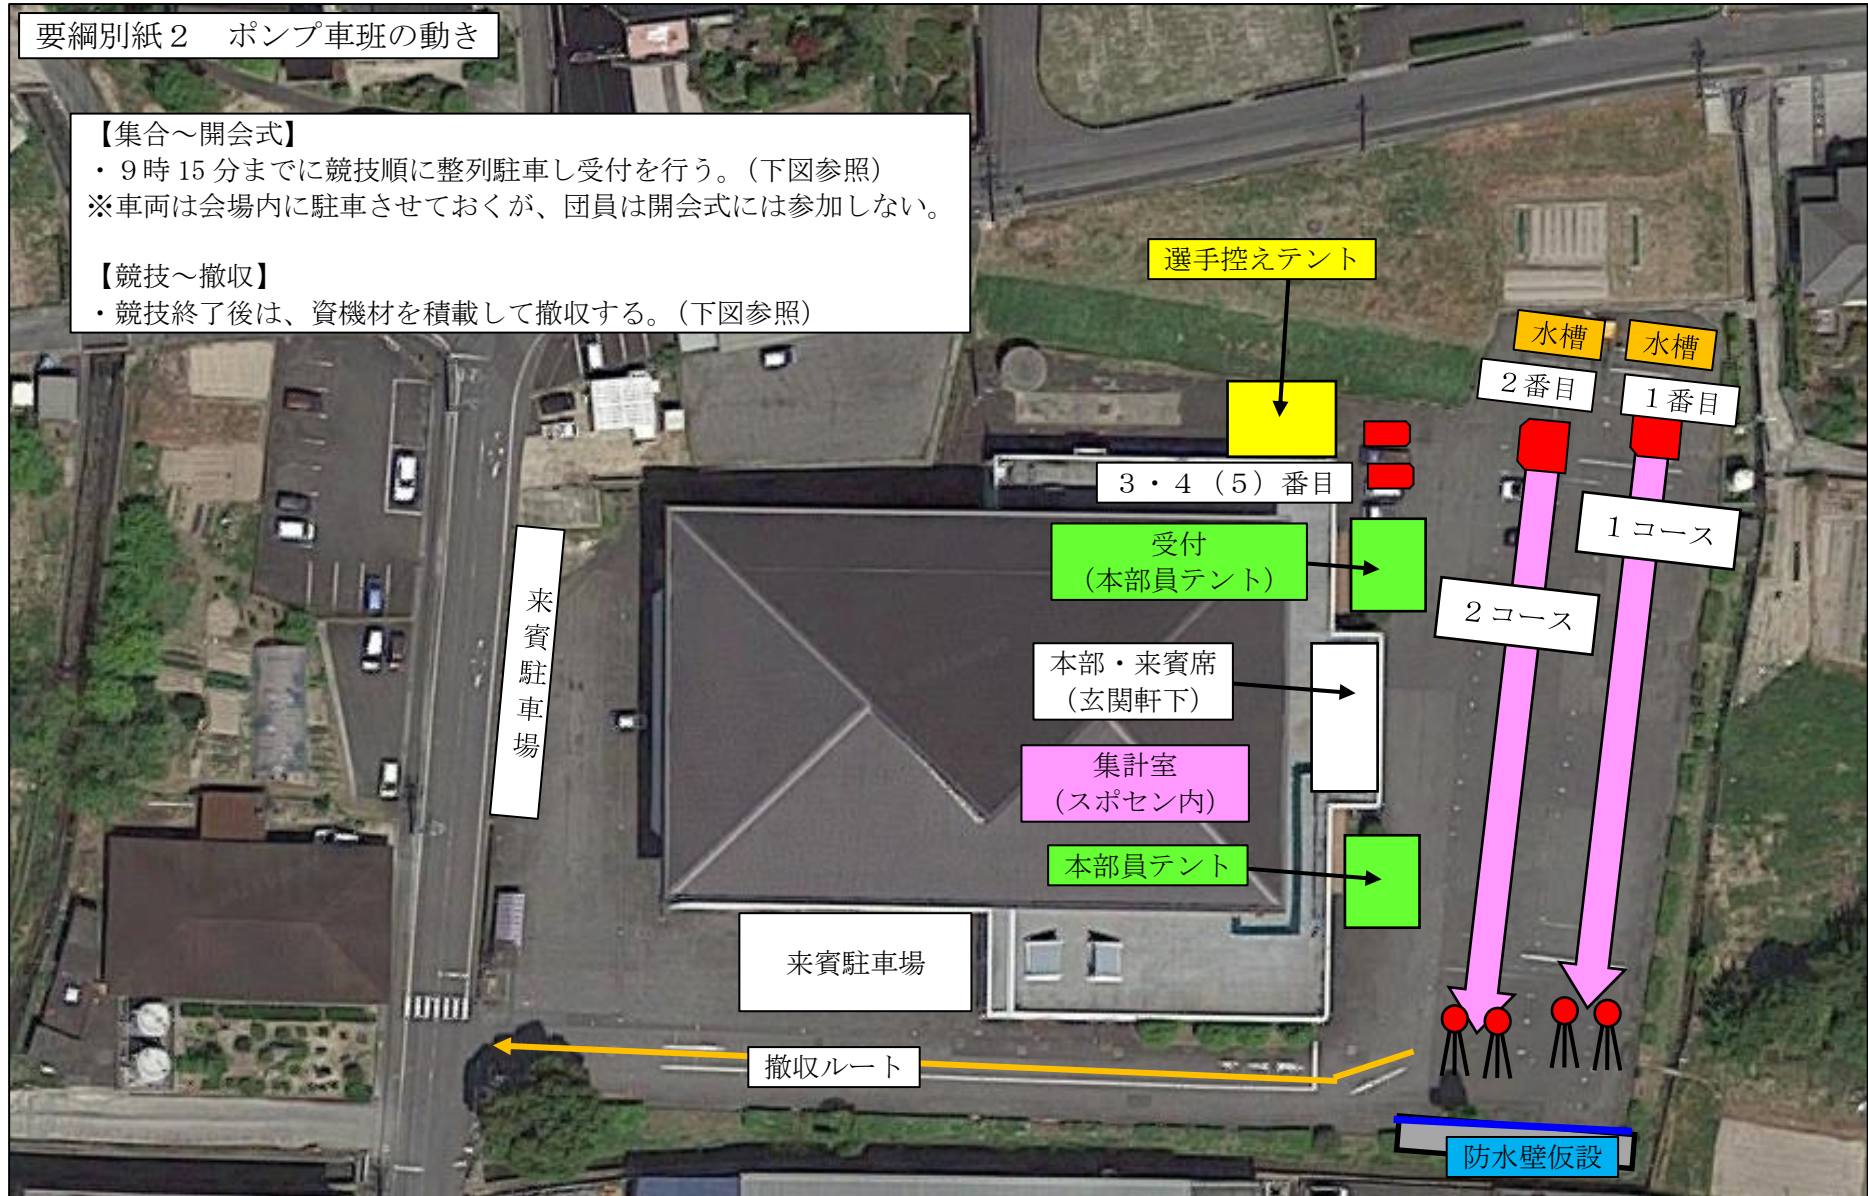 要綱別紙２　ポンプ車班の動き
【集合～開会式】
・９時 15 分までに競技順に整列駐車し受付を行う。（下図参照）
※車両は会場内に駐車させておくが、団員は開会式には参加しない。
【競技～撤収】
・競技終了後は、資機材を積載して撤収する。（下図参照）
選手控えテント
水槽
水槽
２番目
１番目
３・４（５）番目
１コース
受付
（本部員テント）
２コース
来賓駐車場
本部・来賓席
（玄関軒下）
集計室
（スポセン内）
本部員テント
来賓駐車場
撤収ルート
防水壁仮設